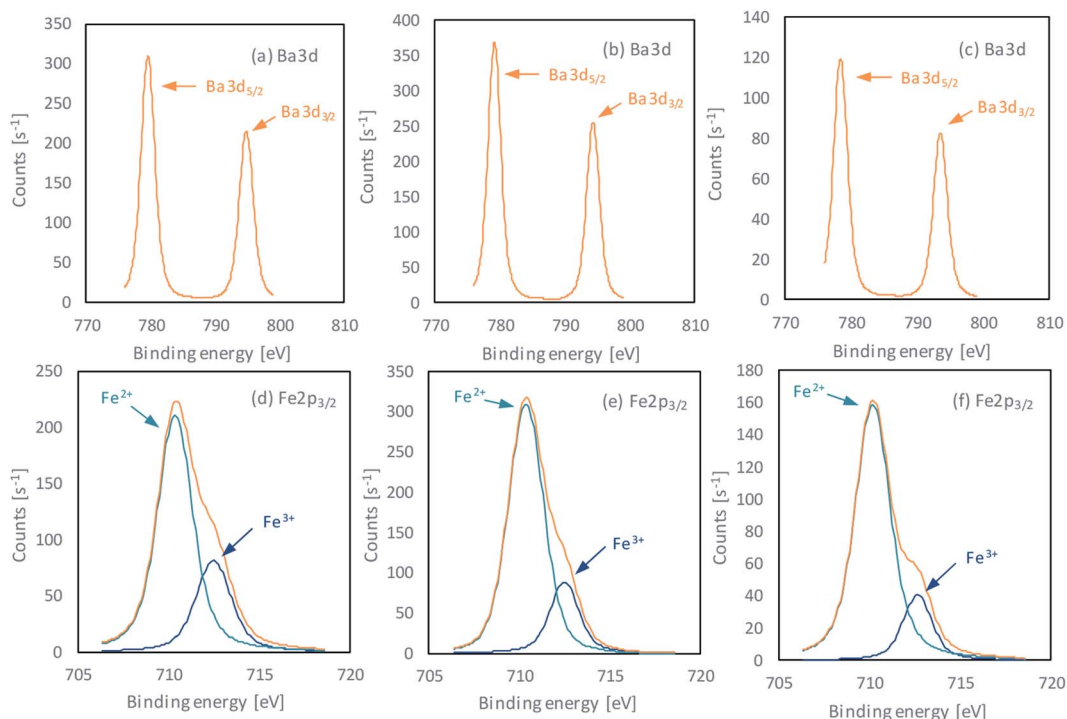 350
300
250
200
150
100
50
0
Counts [s⁻¹]
(a) Ba3d
Ba3d5/2
Ba3d3/2
770 780 790 800 810
Binding energy [eV]
400
350
300
250
200
150
100
50
0
Counts [s⁻¹]
(b) Ba3d
Ba3d5/2
Ba3d3/2
770 780 790 800 810
Binding energy [eV]
140
120
100
80
60
40
20
0
Counts [s⁻¹]
(c) Ba3d
Ba3d5/2
Ba3d3/2
770 780 790 800 810
Binding energy [eV]
250
200
150
100
50
0
Counts [s⁻¹]
Fe²⁺
(d) Fe2p3/2
Fe³⁺
705 710 715 720
Binding energy [eV]
350
300
250
200
150
100
50
0
Counts [s⁻¹]
Fe²⁺
(e) Fe2p3/2
Fe³⁺
705 710 715 720
Binding energy [eV]
180
160
140
120
100
80
60
40
20
0
Counts [s⁻¹]
Fe²⁺
(f) Fe2p3/2
Fe³⁺
705 710 715 720
Binding energy [eV]